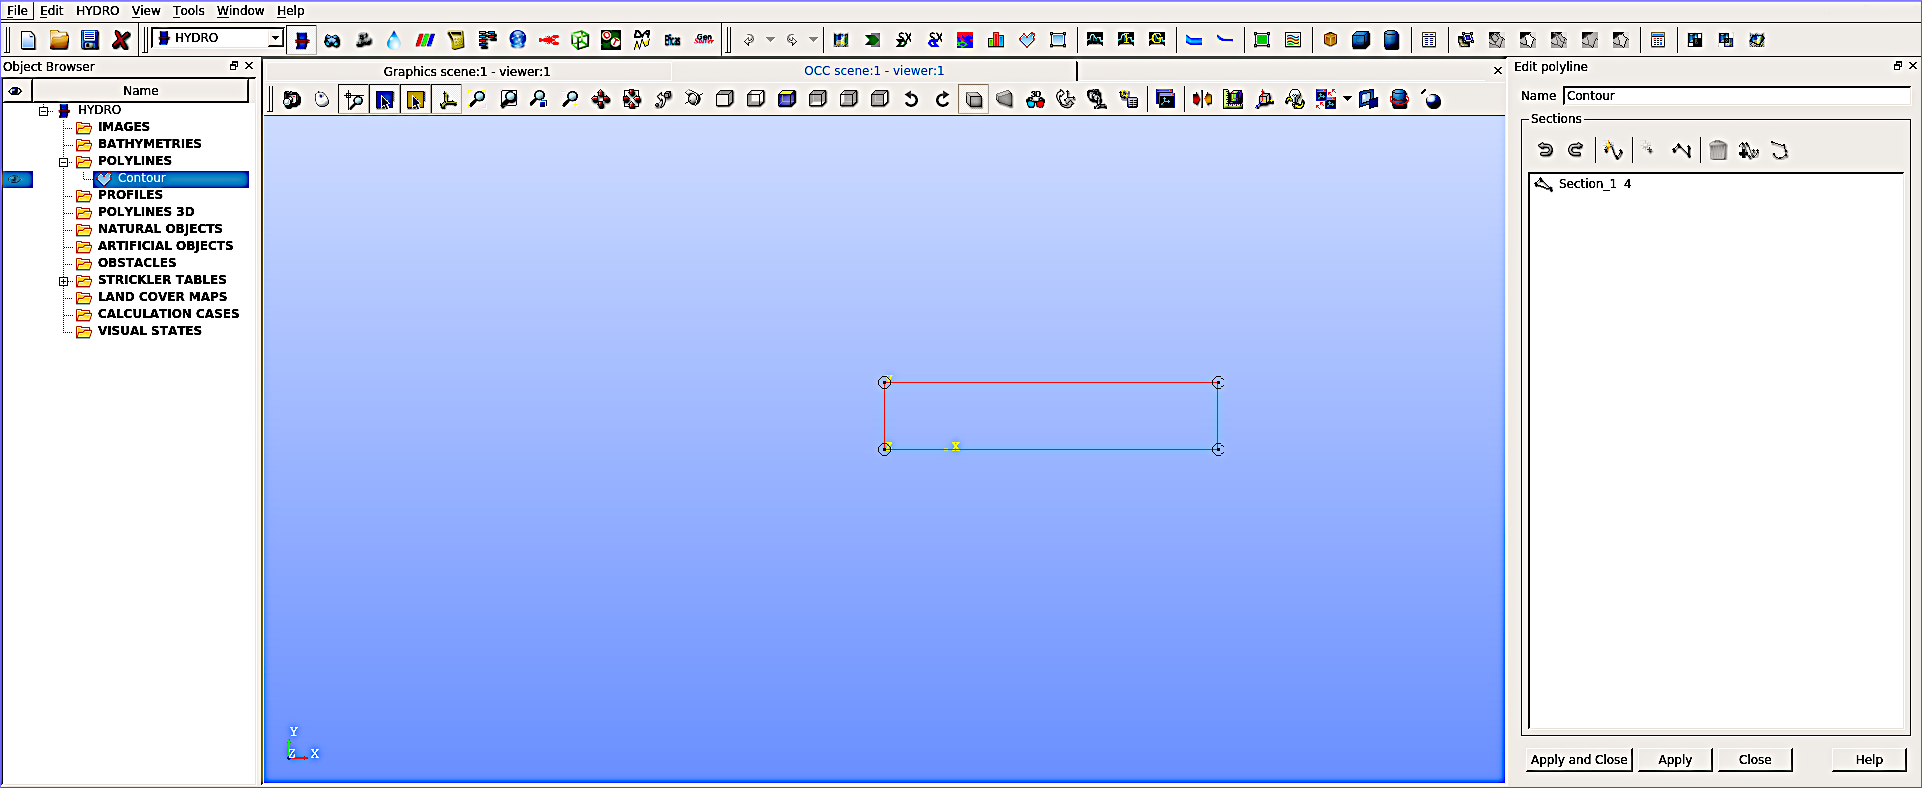 File Edit HYDRO View Tools Window Help
HYDRO
Object Browser
Name
HYDRO
IMAGES
BATHYMETRIES
POLYLINES
Contour
PROFILES
POLYLINES 3D
NATURAL OBJECTS
ARTIFICIAL OBJECTS
OBSTACLES
STRICKLER TABLES
LAND COVER MAPS
CALCULATION CASES
VISUAL STATES
Graphics scene:1 - viewer:1
OCC scene:1 - viewer:1
X
Y
Z X
Edit polyline
Name Contour
Sections
Section_1 4
Apply and Close Apply Close Help